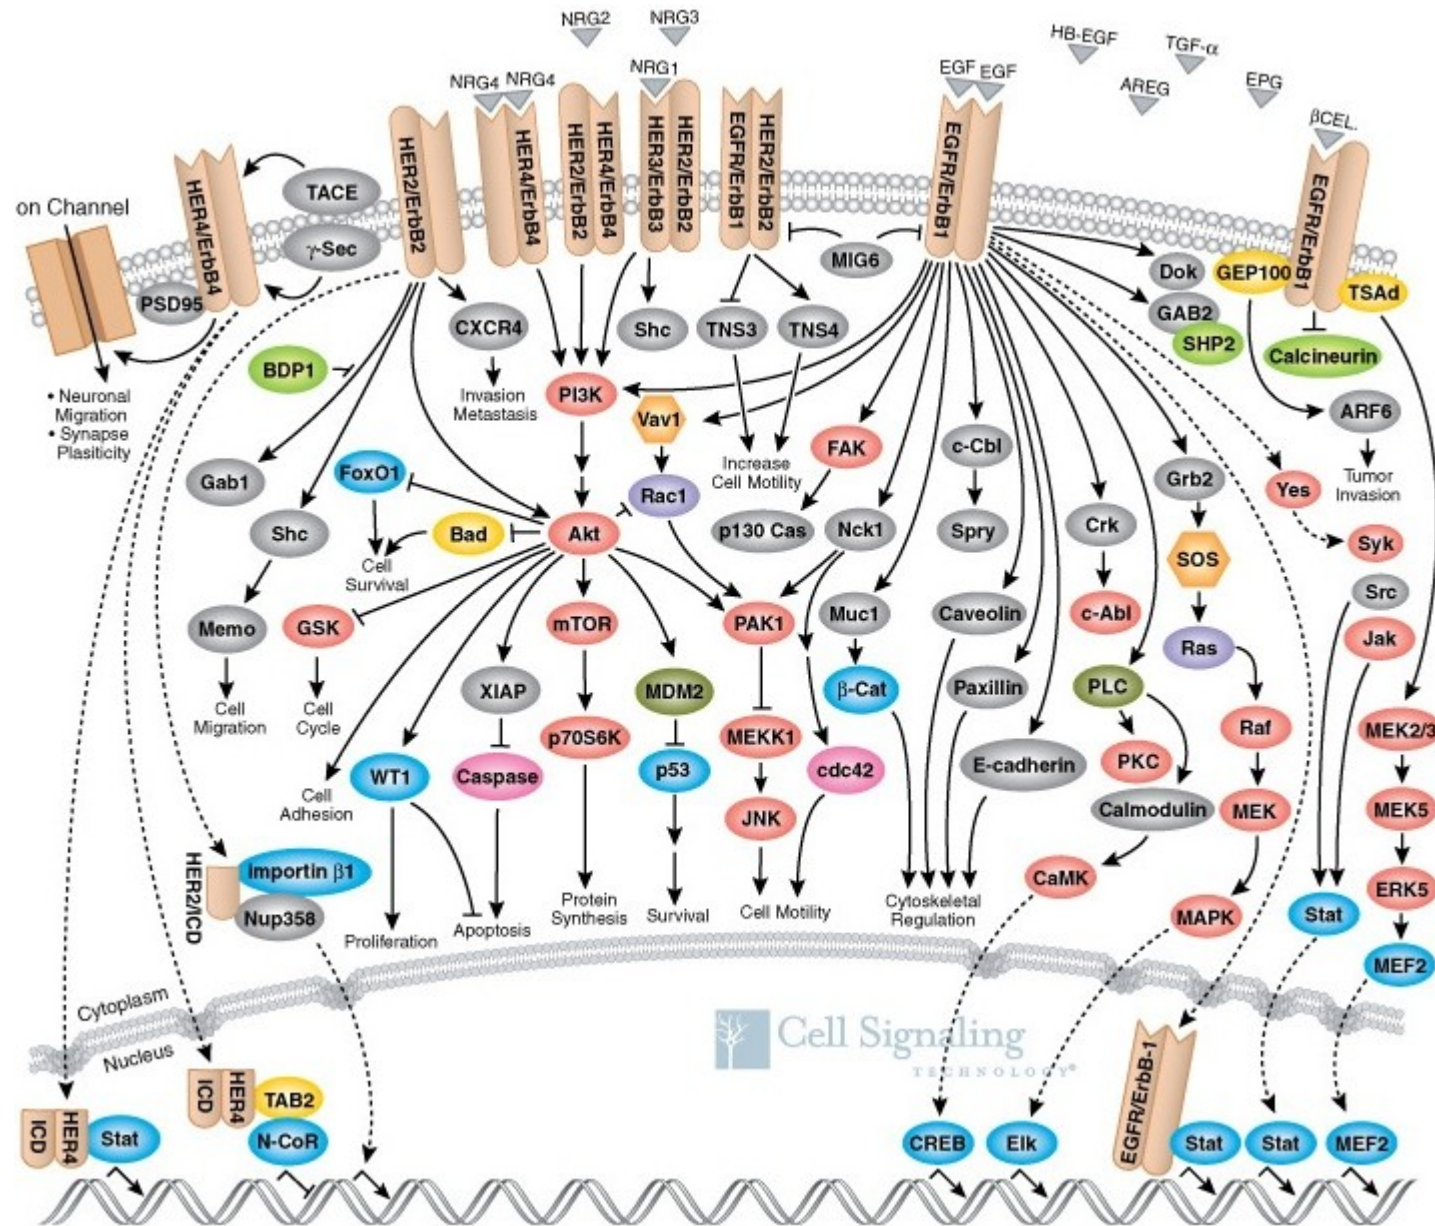 NRG2
NRG3
NRG4
NRG4
NRG1
EGF
EGF
HB-EGF
TGF-α
AREG
EPG
βCEL.
on Channel
HER4/ErbB4
TACE
γ-Sec
PSD95
HER2/ErbB2
HER4/ErbB4
HER2/ErbB2
HER4/ErbB4
HER3/ErbB3
HER2/ErbB2
EGFR/ErbB1
HER2/ErbB2
MIG6
EGFR/ErbB1
Dok
GEP100
EGFR/ErbB1
TSAd
GAB2
SHP2
Calcineurin
CXCR4
Shc
TNS3
TNS4
BDP1
• Neuronal
Migration
• Synapse
Plasiticity
Invasion
Metastasis
PI3K
Vav1
FAK
c-Cbl
ARF6
Gab1
FoxO1
Increase
Cell Motility
Grb2
Yes
Tumor
Invasion
Rac1
Shc
Bad
Akt
p130 Cas
Nck1
Spry
Crk
SOS
Syk
Cell
Survival
Src
Memo
GSK
mTOR
PAK1
Muc1
Caveolin
c-Abl
Ras
Jak
XIAP
MDM2
β-Cat
Paxillin
PLC
Cell
Migration
Cell
Cycle
p70S6K
MEKK1
Raf
MEK2/3
WT1
Caspase
p53
cdc42
E-cadherin
PKC
Cell
Adhesion
JNK
Calmodulin
MEK
MEK5
HER2/ICD
Importin β1
Nup358
CaMK
ERK5
Protein
Synthesis
Survival
Cell Motility
Cytoskeletal
Regulation
MAPK
Stat
Proliferation
Apoptosis
MEF2
Cytoplasm
Nucleus
Cell Signaling
TECHNOLOGY®
ICD
HER4
Stat
ICD
HER4
TAB2
N-CoR
CREB
Elk
EGFR/ErbB-1
Stat
Stat
MEF2